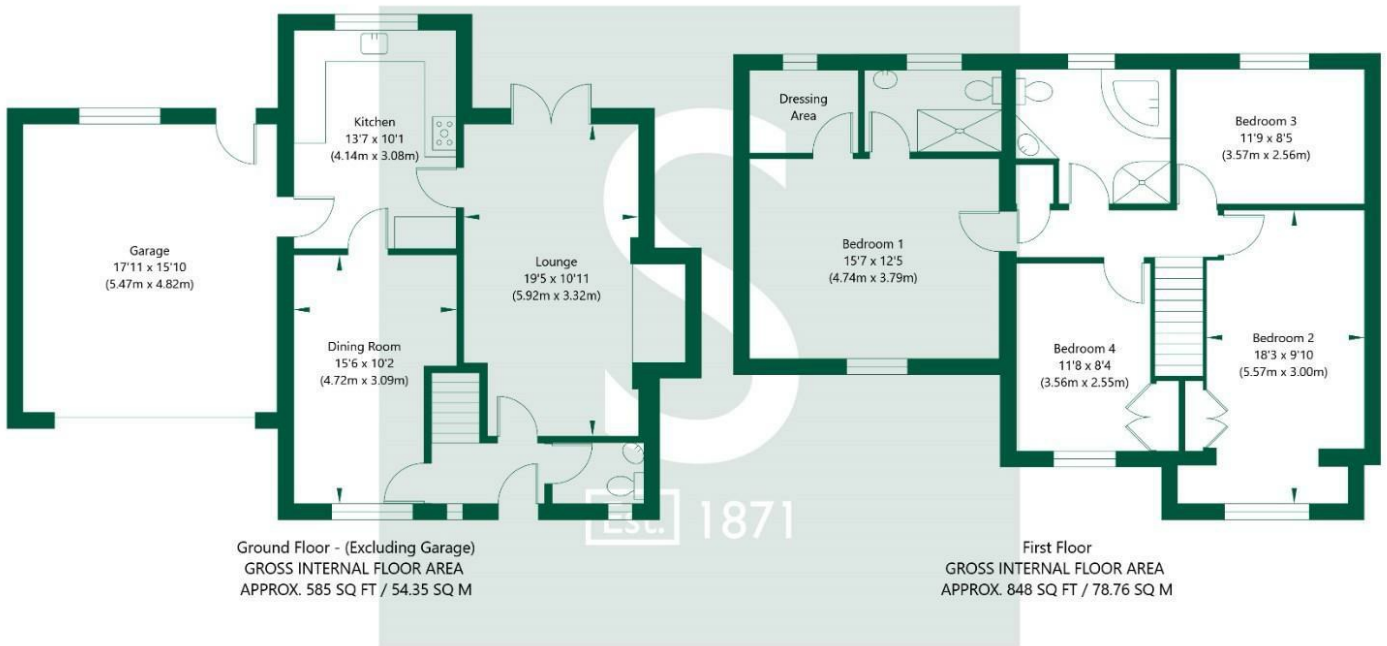 Kitchen
13'7 x 10'1
(4.14m x 3.08m)
Garage
17'11 x 15'10
(5.47m x 4.82m)
Lounge
19'5 x 10'11
(5.92m x 3.32m)
Dining Room
15'6 x 10'2
(4.72m x 3.09m)
Ground Floor - (Excluding Garage)
GROSS INTERNAL FLOOR AREA
APPROX. 585 SQ FT / 54.35 SQ M
Dressing
Area
Bedroom 3
11'9 x 8'5
(3.57m x 2.56m)
Bedroom 1
15'7 x 12'5
(4.74m x 3.79m)
Bedroom 4
11'8 x 8'4
(3.56m x 2.55m)
Bedroom 2
18'3 x 9'10
(5.57m x 3.00m)
First Floor
GROSS INTERNAL FLOOR AREA
APPROX. 848 SQ FT / 78.76 SQ M
S
Est. 1871